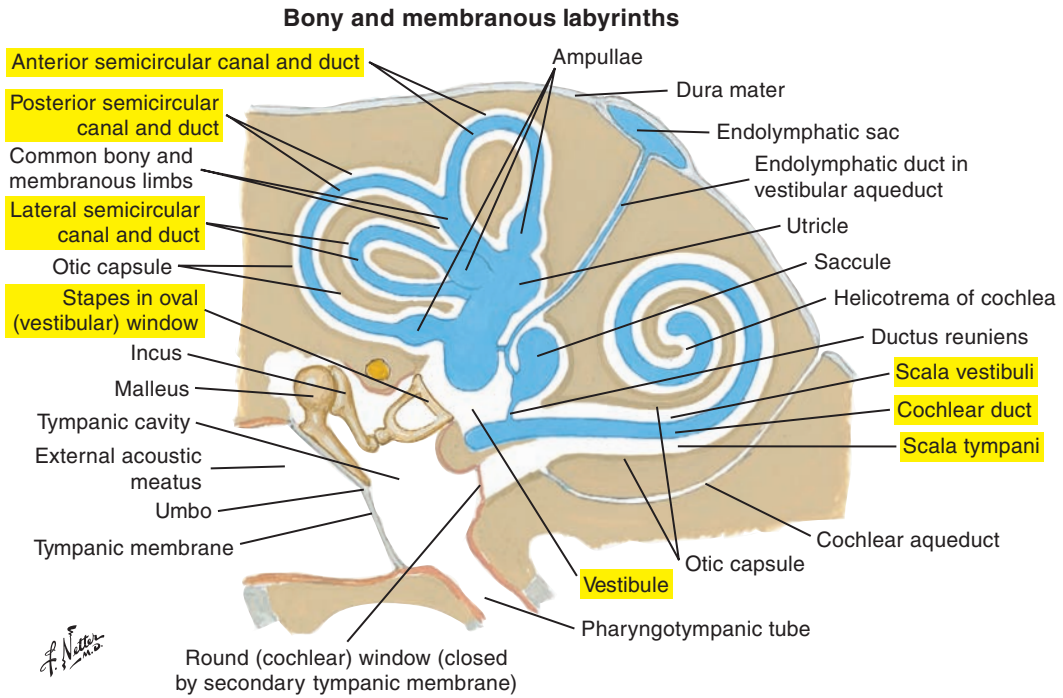 Bony and membranous labyrinths
Anterior semicircular canal and duct
Posterior semicircular
canal and duct
Common bony and
membranous limbs
Lateral semicircular
canal and duct
Otic capsule
Stapes in oval
(vestibular) window
Incus
Malleus
Tympanic cavity
External acoustic
meatus
Umbo
Tympanic membrane
Ampullae
Dura mater
Endolymphatic sac
Endolymphatic duct in
vestibular aqueduct
Utricle
Saccule
Helicotrema of cochlea
Ductus reuniens
Scala vestibuli
Cochlear duct
Scala tympani
Cochlear aqueduct
Otic capsule
Vestibule
Pharyngotympanic tube
Round (cochlear) window (closed
by secondary tympanic membrane)
F. Netter
M.D.